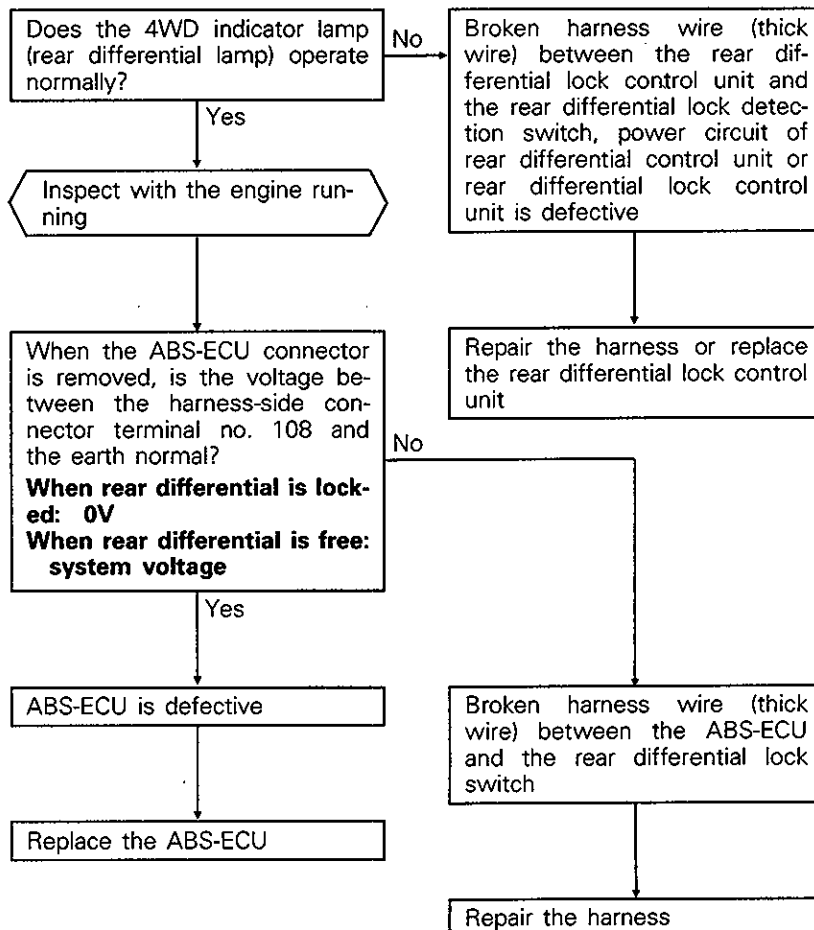 Does the 4WD indicator lamp
(rear differential lamp) operate
normally?
No
Broken harness wire (thick
wire) between the rear dif-
ferential lock control unit and
the rear differential lock detec-
tion switch, power circuit of
rear differential control unit or
rear differential lock control
unit is defective
Yes
Inspect with the engine run-
ning
Repair the harness or replace
the rear differential lock control
unit
When the ABS-ECU connector
is removed, is the voltage be-
tween the harness-side con-
nector terminal no. 108 and
the earth normal?
When rear differential is lock-
ed: 0V
When rear differential is free:
system voltage
No
Yes
ABS-ECU is defective
Replace the ABS-ECU
Broken harness wire (thick
wire) between the ABS-ECU
and the rear differential lock
switch
Repair the harness